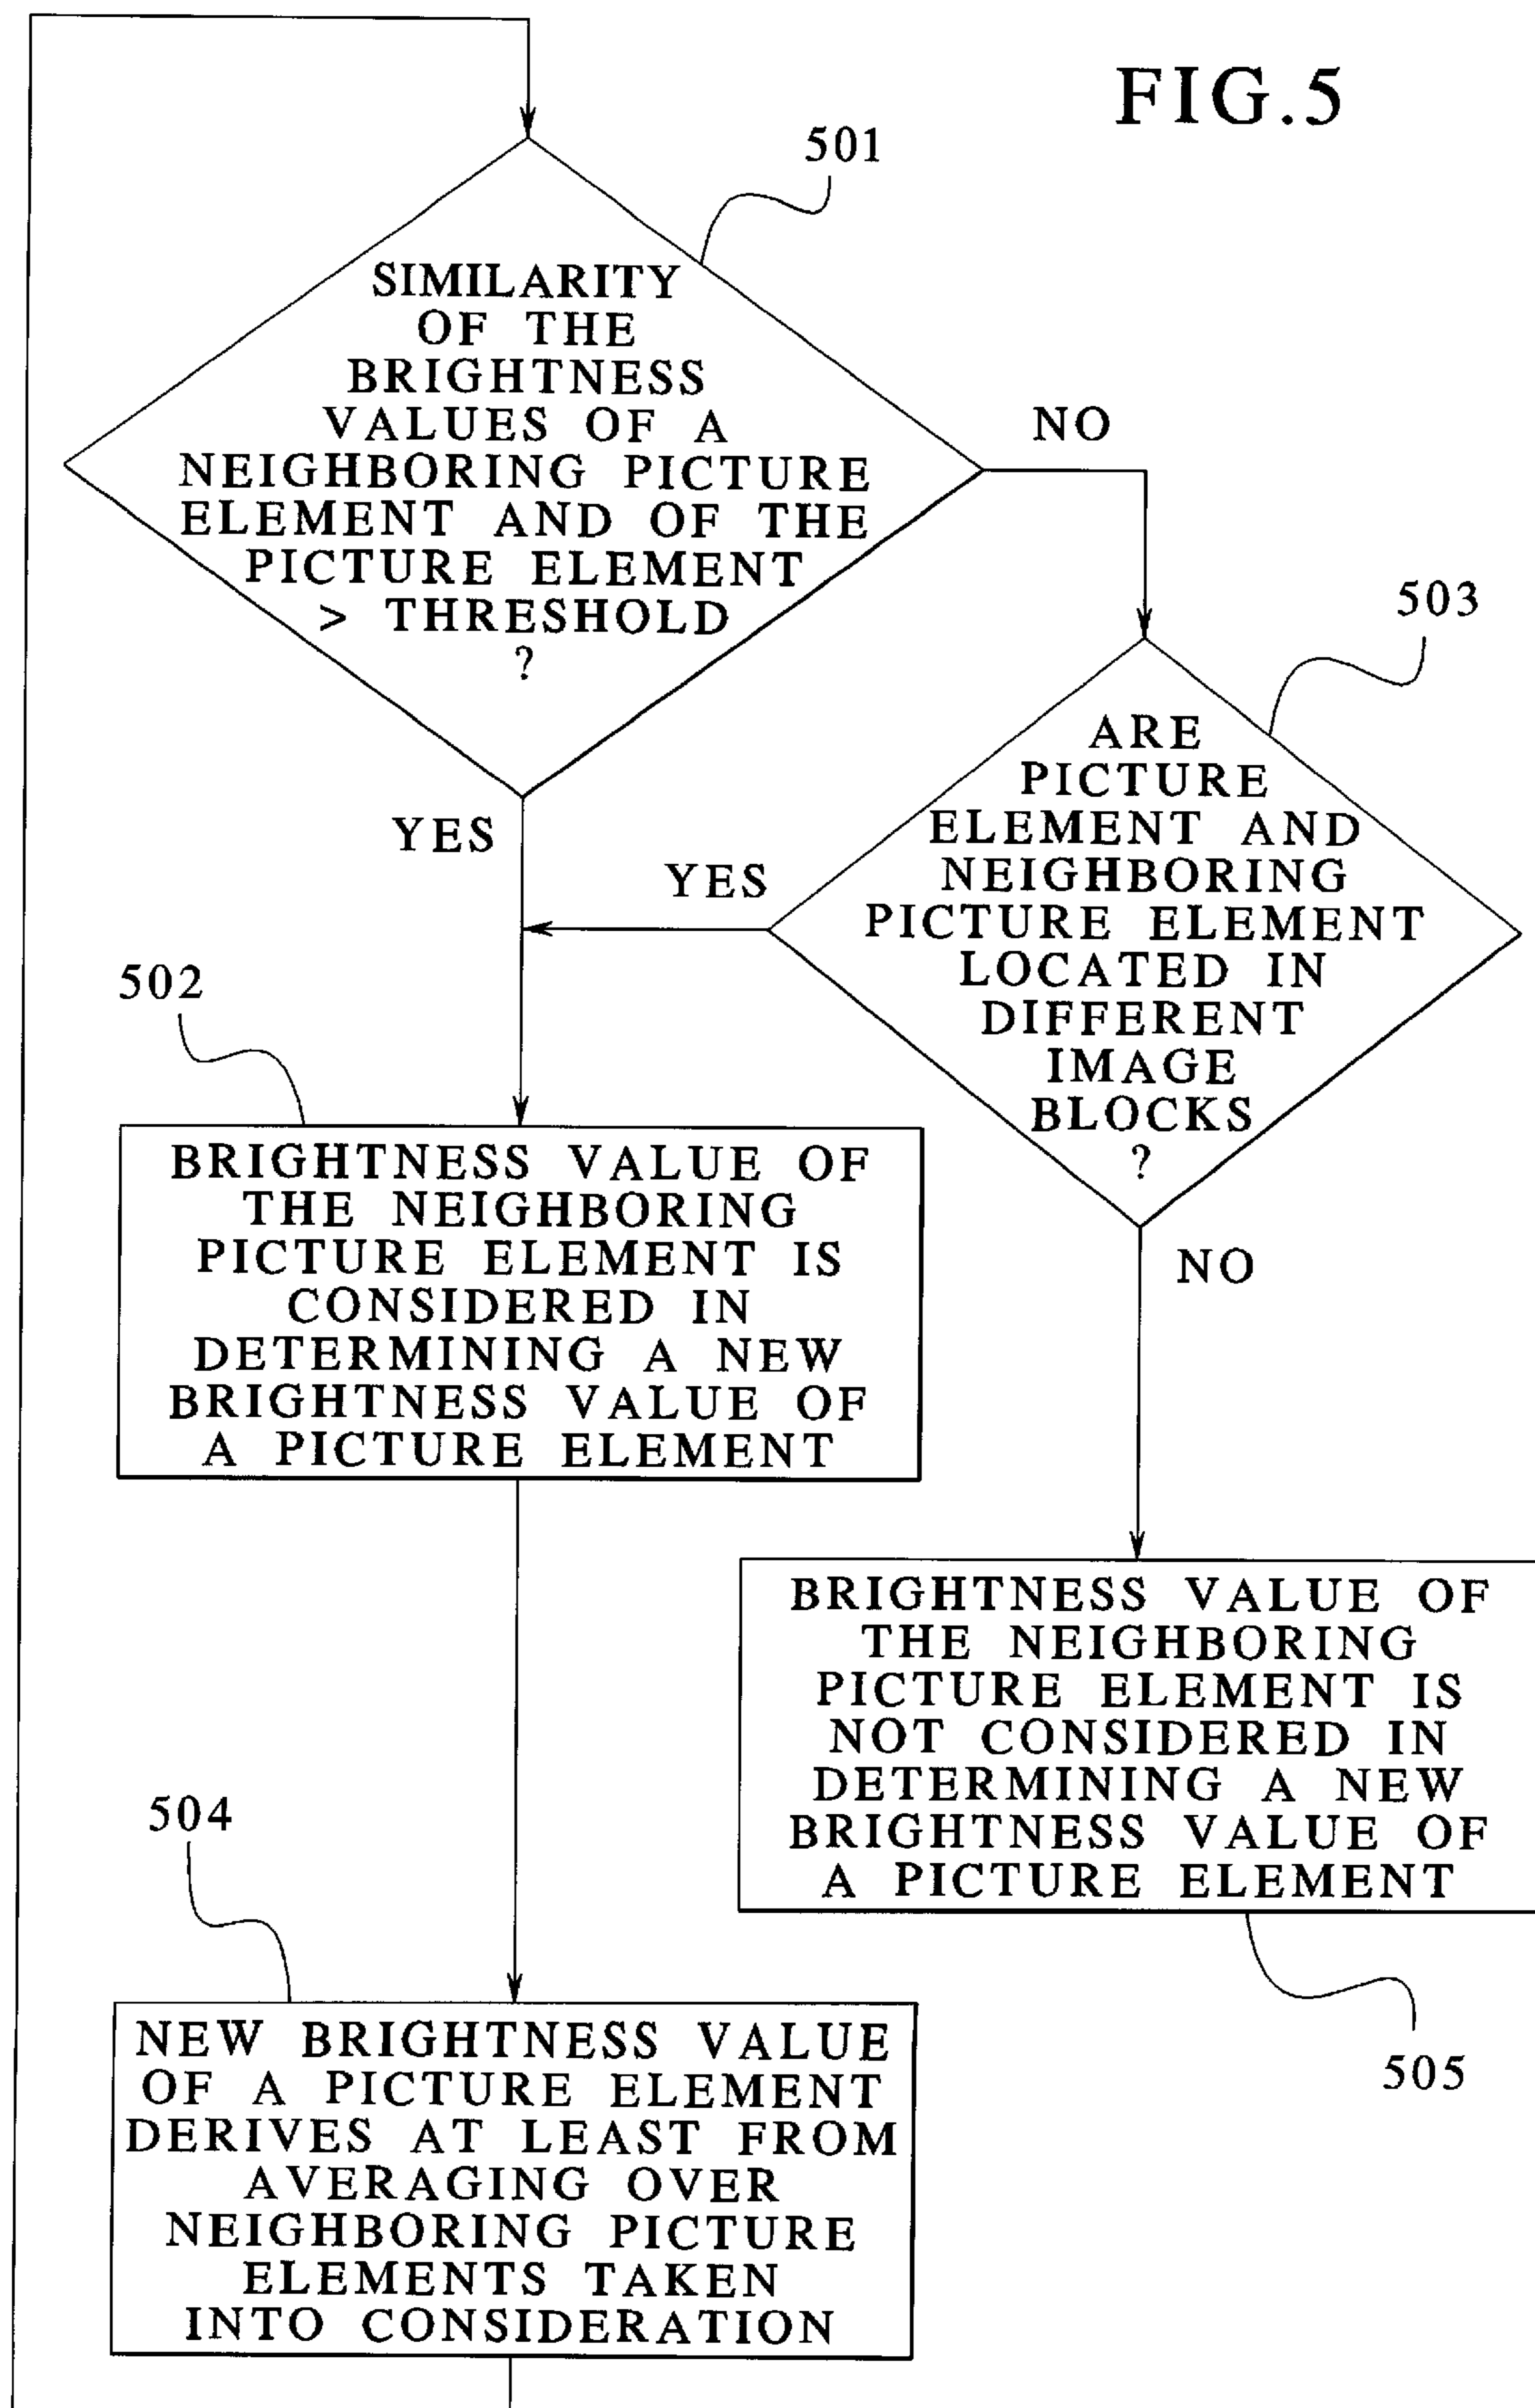 FIG.5
501
SIMILARITY
OF THE
BRIGHTNESS
VALUES OF A
NEIGHBORING PICTURE
ELEMENT AND OF THE
PICTURE ELEMENT
> THRESHOLD
?
NO
YES
503
ARE
PICTURE
ELEMENT AND
NEIGHBORING
PICTURE ELEMENT
LOCATED IN
DIFFERENT
IMAGE
BLOCKS
?
YES
NO
502
BRIGHTNESS VALUE OF
THE NEIGHBORING
PICTURE ELEMENT IS
CONSIDERED IN
DETERMINING A NEW
BRIGHTNESS VALUE OF
A PICTURE ELEMENT
BRIGHTNESS VALUE OF
THE NEIGHBORING
PICTURE ELEMENT IS
NOT CONSIDERED IN
DETERMINING A NEW
BRIGHTNESS VALUE OF
A PICTURE ELEMENT
505
504
NEW BRIGHTNESS VALUE
OF A PICTURE ELEMENT
DERIVES AT LEAST FROM
AVERAGING OVER
NEIGHBORING PICTURE
ELEMENTS TAKEN
INTO CONSIDERATION